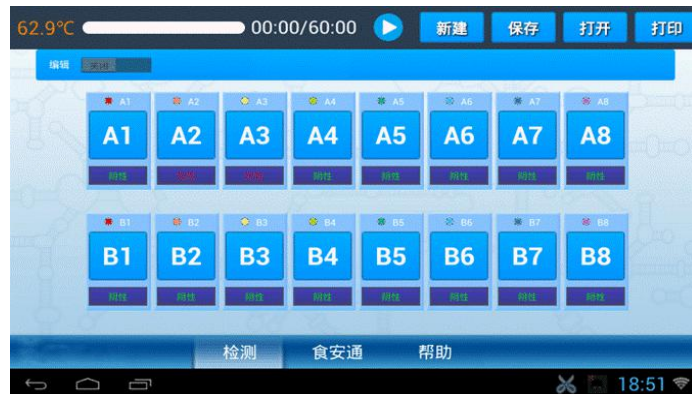 62.9℃ 00:00/60:00 新建 保存 打开 打印
编辑 关闭
A1 A2 A3 A4 A5 A6 A7 A8
A1 A2 A3 A4 A5 A6 A7 A8
阴性 阴性 阴性 阴性 阴性 阴性
B1 B2 B3 B4 B5 B6 B7 B8
B1 B2 B3 B4 B5 B6 B7 B8
阴性 阴性 阴性 阴性 阴性 阴性 阴性 阴性
检测 食安通 帮助
18:51